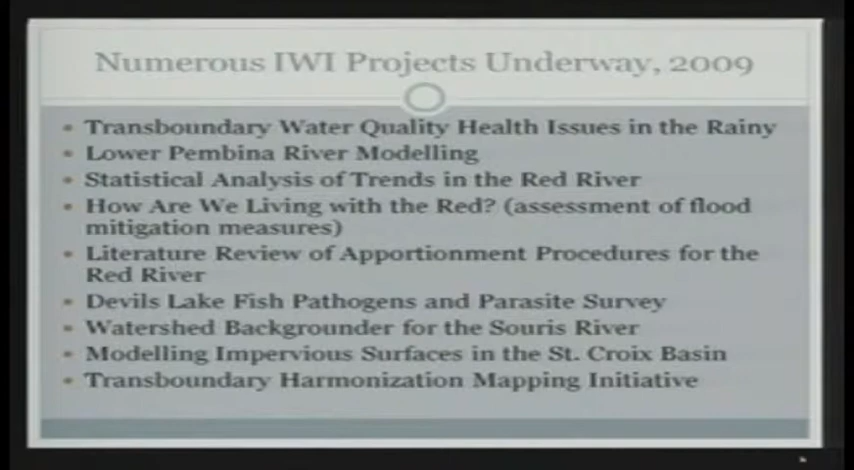 Numerous IWI Projects Underway, 2009
• Transboundary Water Quality Health Issues in the Rainy
• Lower Pembina River Modelling
• Statistical Analysis of Trends in the Red River
• How Are We Living with the Red? (assessment of flood
mitigation measures)
• Literature Review of Apportionment Procedures for the
Red River
• Devils Lake Fish Pathogens and Parasite Survey
• Watershed Backgrounder for the Souris River
• Modelling Impervious Surfaces in the St. Croix Basin
• Transboundary Harmonization Mapping Initiative